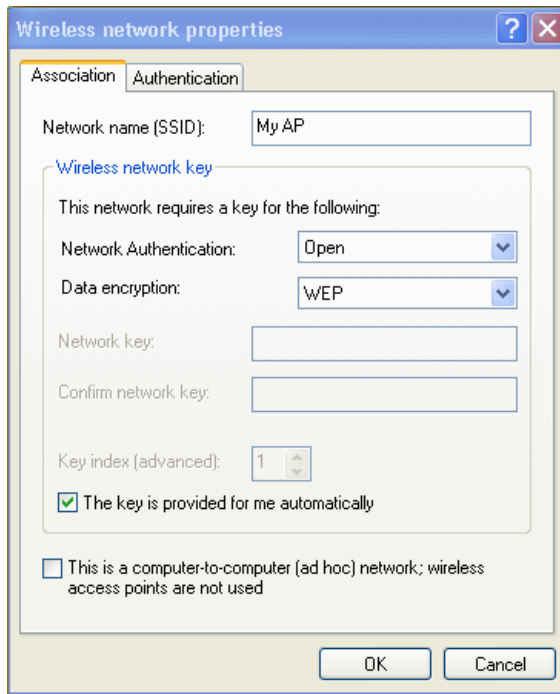 Wireless network properties
Association
Authentication
Network name (SSID):
My AP
Wireless network key
This network requires a key for the following:
Network Authentication:
Open
Data encryption:
WEP
Network key:
Confirm network key:
Key index (advanced):
1
The key is provided for me automatically
This is a computer-to-computer (ad hoc) network; wireless
access points are not used
OK
Cancel